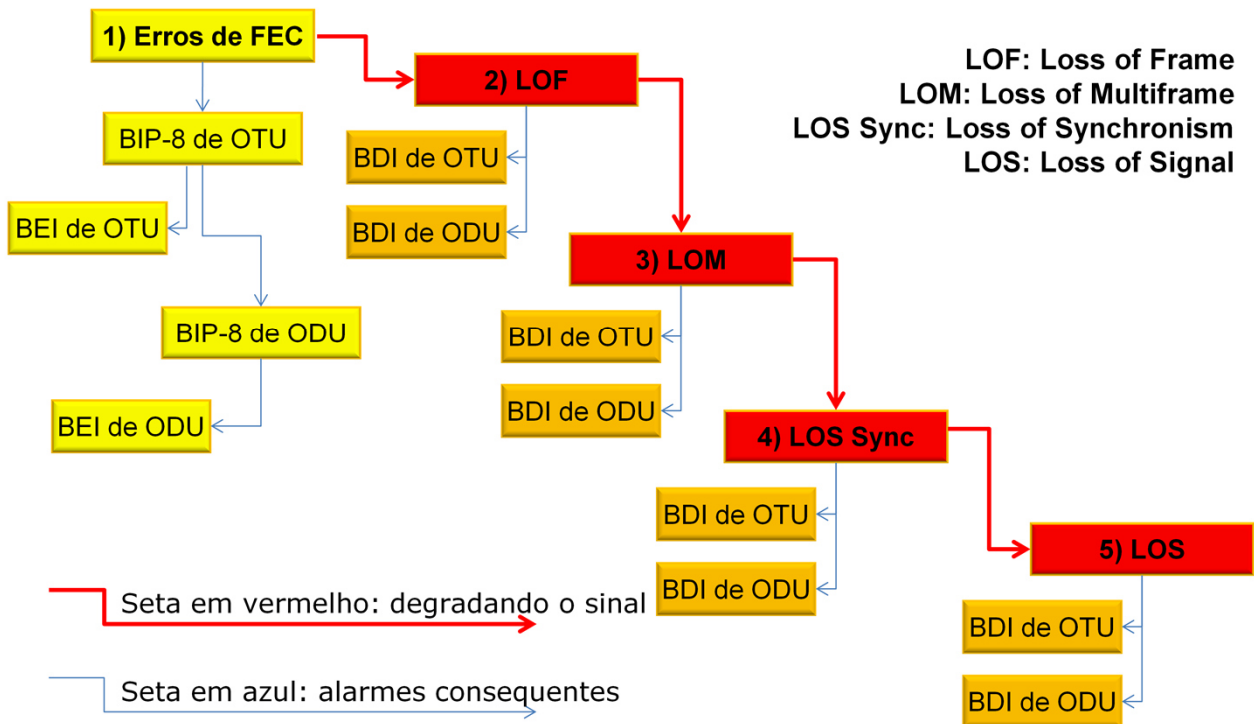 1) Erros de FEC
BIP-8 de OTU
BEI de OTU
BIP-8 de ODU
BEI de ODU
2) LOF
BDI de OTU
BDI de ODU
3) LOM
BDI de OTU
BDI de ODU
4) LOS Sync
BDI de OTU
BDI de ODU
5) LOS
BDI de OTU
BDI de ODU
LOF: Loss of Frame
LOM: Loss of Multiframe
LOS Sync: Loss of Synchronism
LOS: Loss of Signal
Seta em vermelho: degradando o sinal
Seta em azul: alarmes consequentes